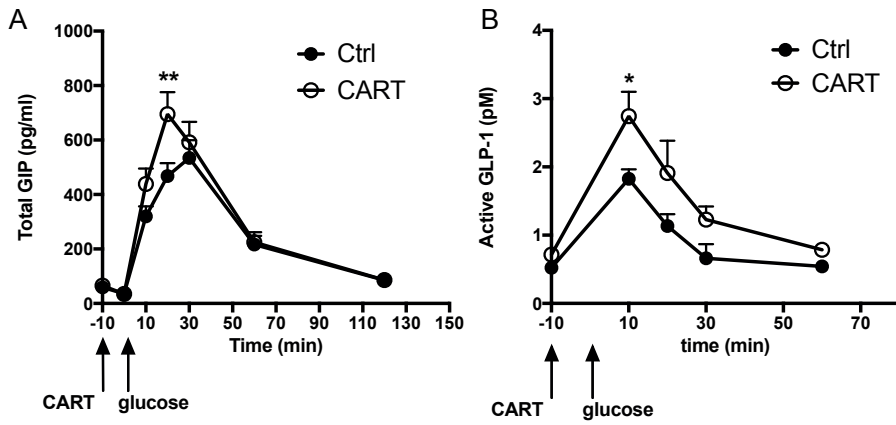 A
Total GIP (pg/ml)
1000
800
600
400
200
0
**
Ctrl
CART
-10
10
30
50
70
90
110
130
150
Time (min)
CART
glucose
B
Active GLP-1 (pM)
4
3
2
1
0
*
Ctrl
CART
-10
10
30
50
70
time (min)
CART
glucose